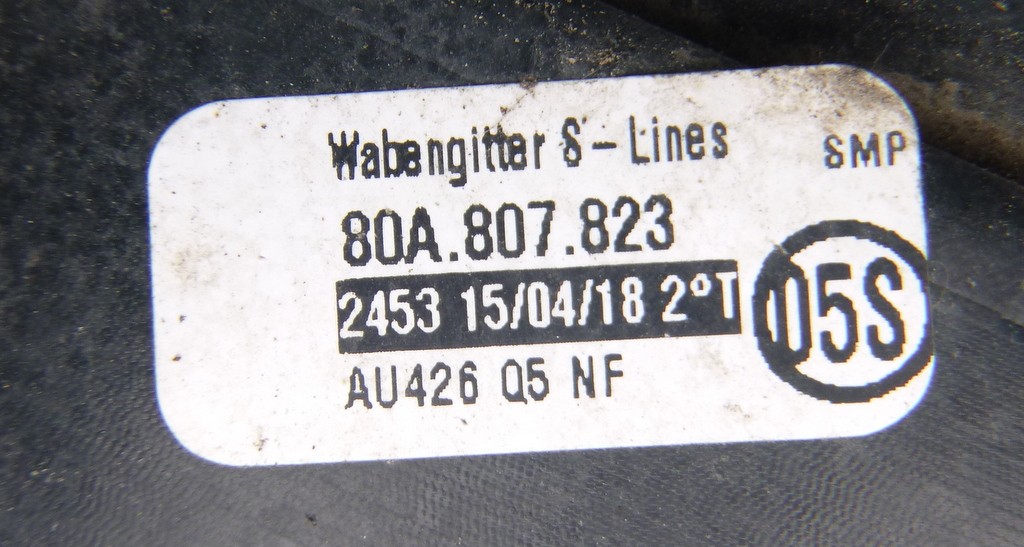 Wabengitter S - Lines
SMP
80A.807.823
2453 15/04/18 2°T
05S
AU426 Q5 NF